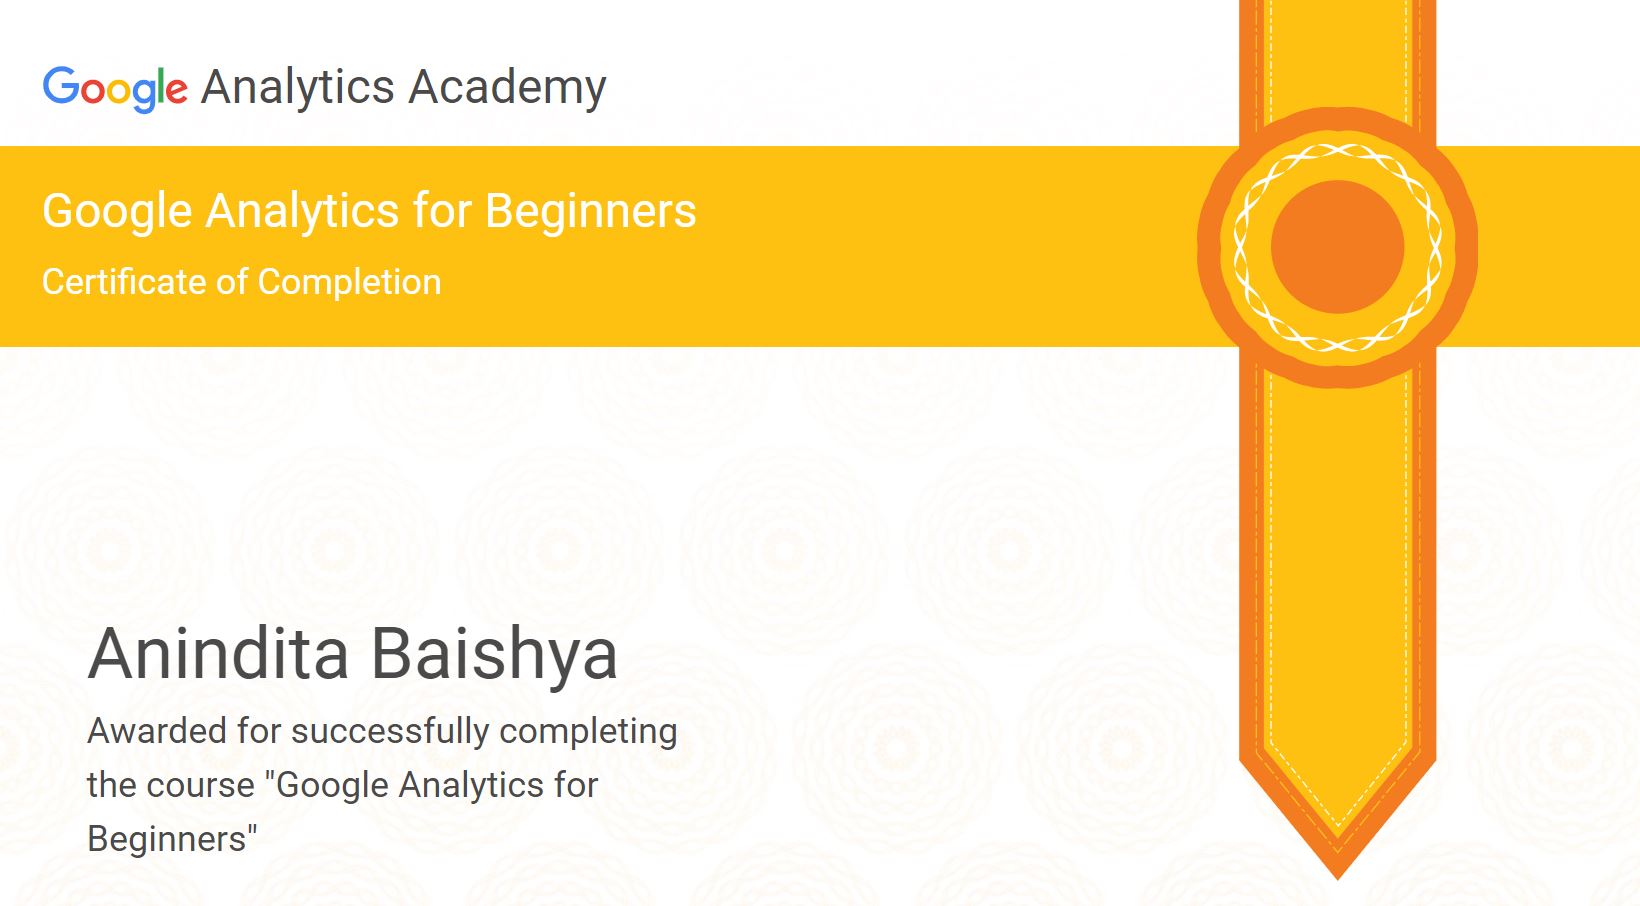 Google Analytics Academy
Google Analytics for Beginners
Certificate of Completion
Anindita Baishya
Awarded for successfully completing
the course "Google Analytics for
Beginners"